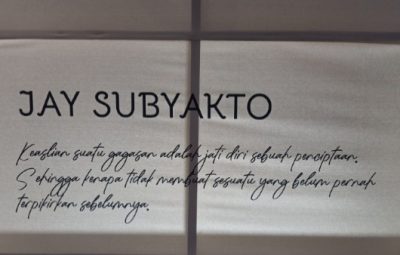 JAY SUBYAKTO
Keaslian suatu gagasan adalah jati diri sebuah penciptaan.
Sehingga kenapa tidak membuat sesuatu yang belum pernah
terpikirkan sebelumnya.